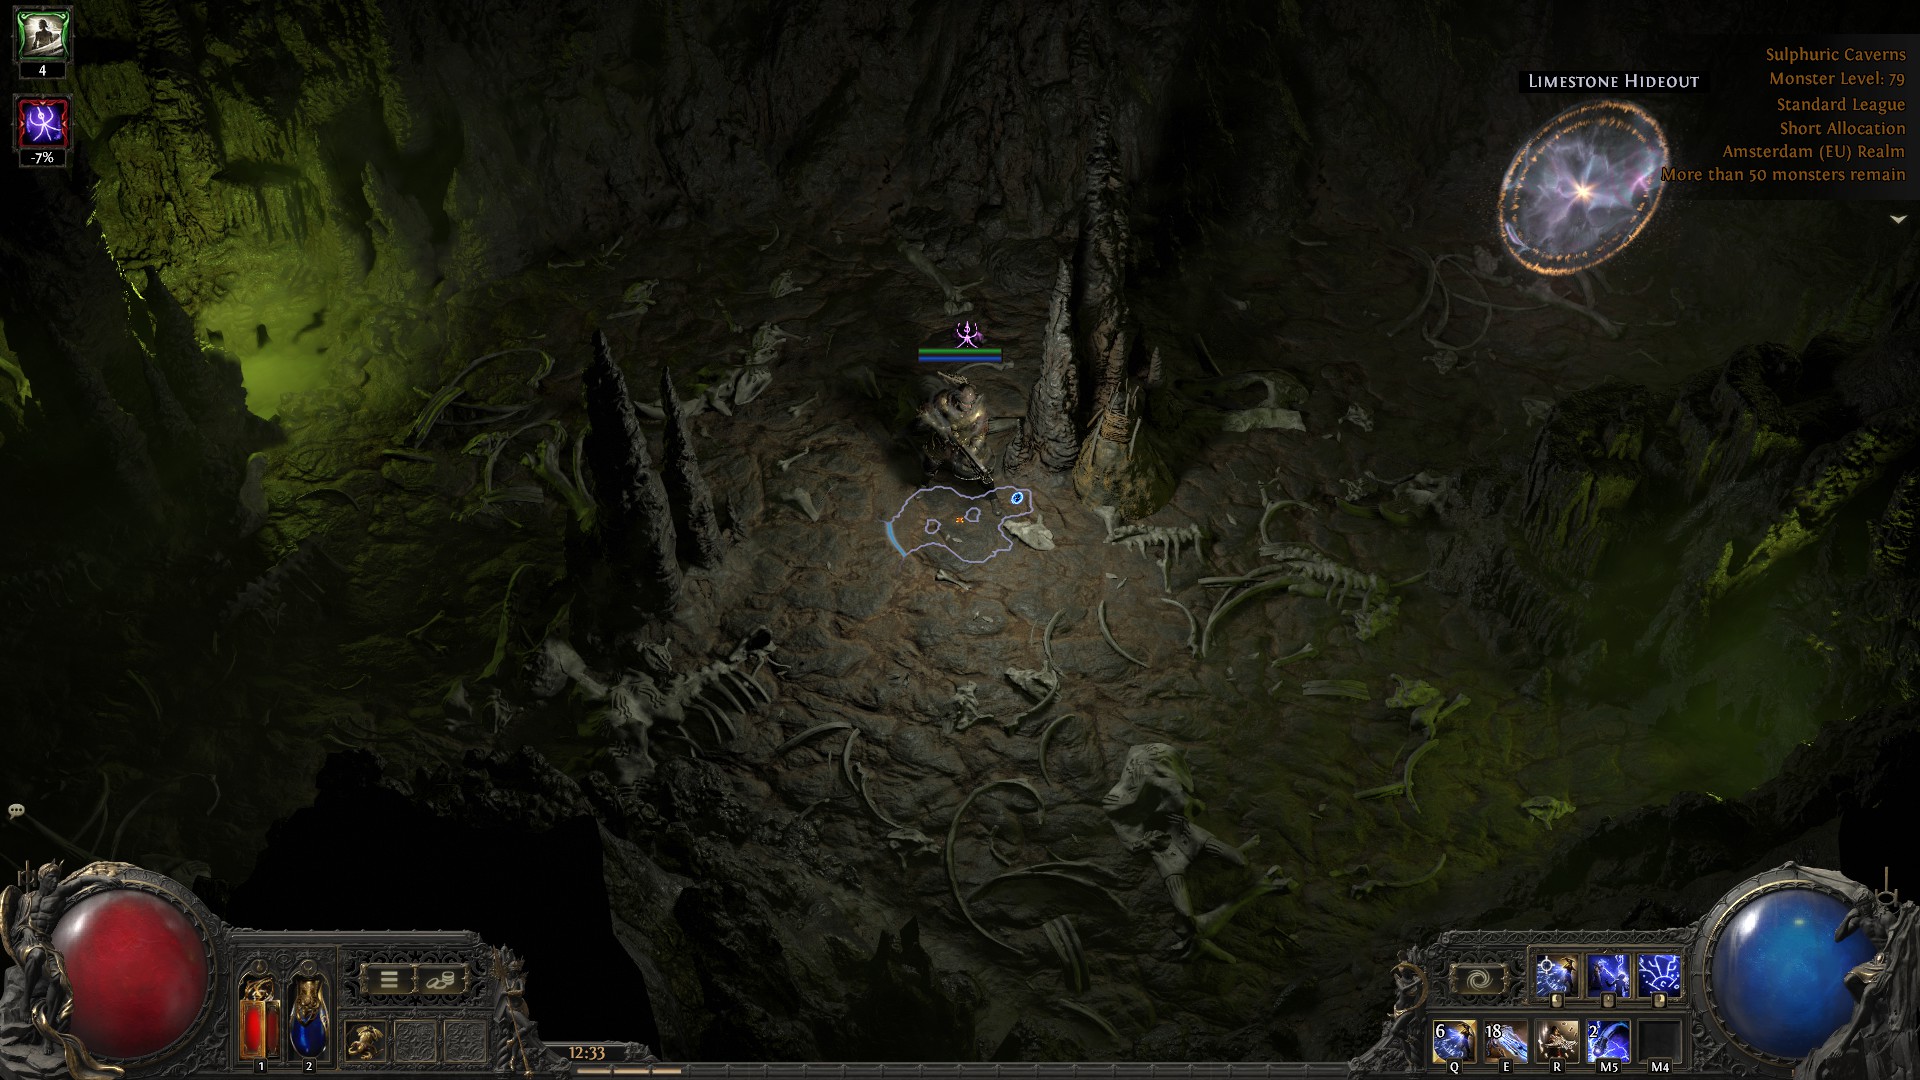 4
-7%
LIMESTONE HIDEOUT
Sulphuric Caverns
Monster Level: 79
Standard League
Short Allocation
Amsterdam (EU) Realm
More than 50 monsters remain
1
2
12:33
6
18
2
Q
E
R
M5
M4